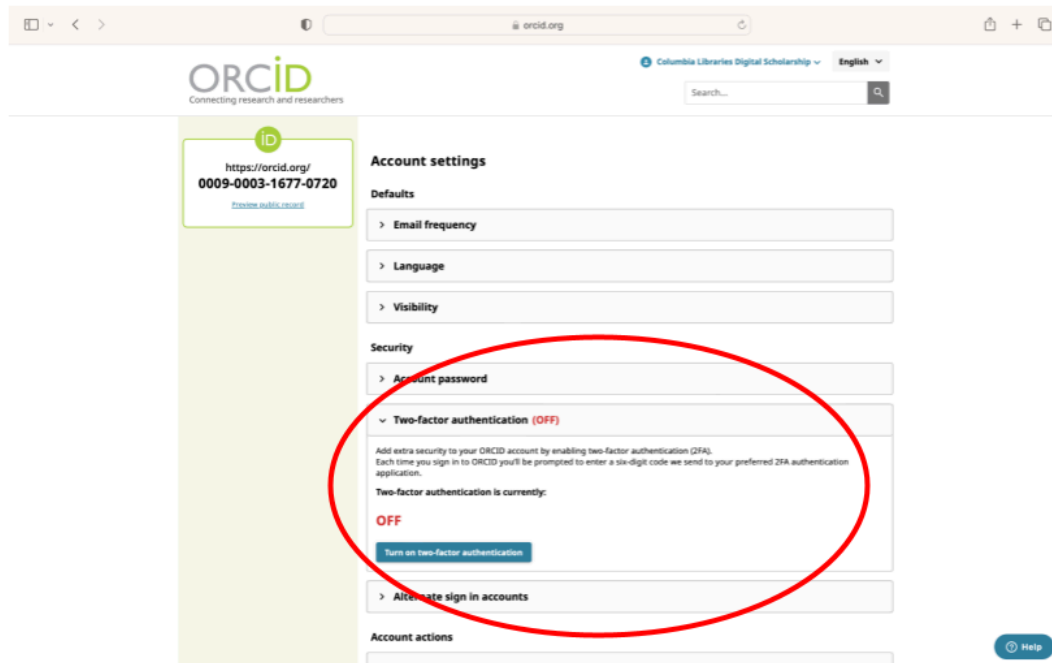 orcid.org
Columbia Libraries Digital Scholarship
English
ORCID
Connecting research and researchers
Search...
iD
https://orcid.org/
0009-0003-1677-0720
Preview public record
Account settings
Defaults
Email frequency
Language
Visibility
Security
Account password
Two-factor authentication (OFF)
Add extra security to your ORCID account by enabling two-factor authentication (2FA).
Each time you sign in to ORCID you'll be prompted to enter a six-digit code we send to your preferred 2FA authentication
application.
Two-factor authentication is currently:
OFF
Turn on two-factor authentication
Alternate sign in accounts
Account actions
Help